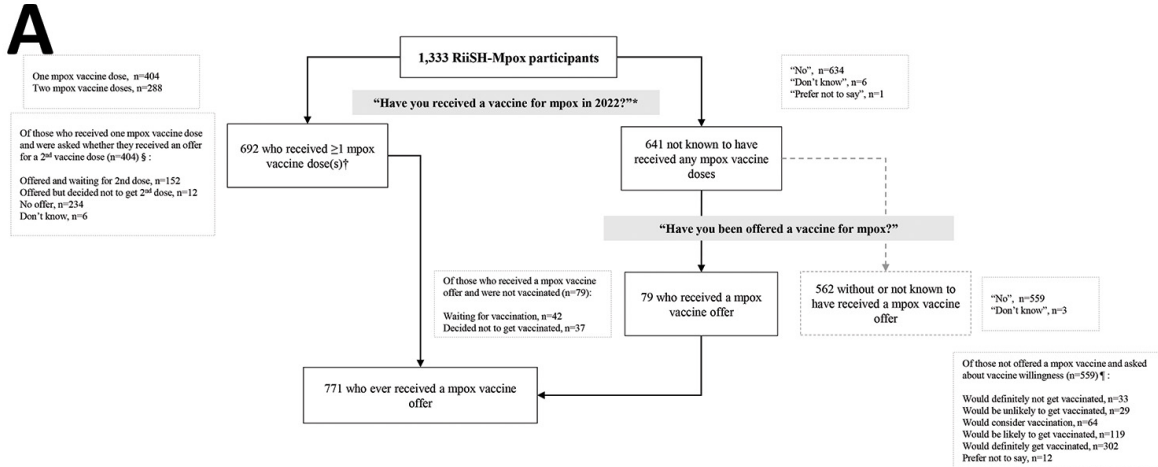 A
1,333 RiiSH-Mpox participants
One mpox vaccine dose, n=404
Two mpox vaccine doses, n=288
"No", n=634
"Don't know", n=6
"Prefer not to say", n=1
"Have you received a vaccine for mpox in 2022?"*
Of those who received one mpox vaccine dose
and were asked whether they received an offer
for a 2nd vaccine dose (n=404) § :
Offered and waiting for 2nd dose, n=152
Offered but decided not to get 2nd dose, n=12
No offer, n=234
Don't know, n=6
692 who received ≥1 mpox
vaccine dose(s)†
641 not known to have
received any mpox vaccine
doses
"Have you been offered a vaccine for mpox?"
Of those who received a mpox vaccine
offer and were not vaccinated (n=79):
Waiting for vaccination, n=42
Decided not to get vaccinated, n=37
79 who received a mpox
vaccine offer
562 without or not known to
have received a mpox vaccine
offer
"No", n=559
"Don't know", n=3
771 who ever received a mpox vaccine
offer
Of those not offered a mpox vaccine and asked
about vaccine willingness (n=559) ¶ :
Would definitely not get vaccinated, n=33
Would be unlikely to get vaccinated, n=29
Would consider vaccination, n=64
Would be likely to get vaccinated, n=119
Would definitely get vaccinated, n=302
Prefer not to say, n=12